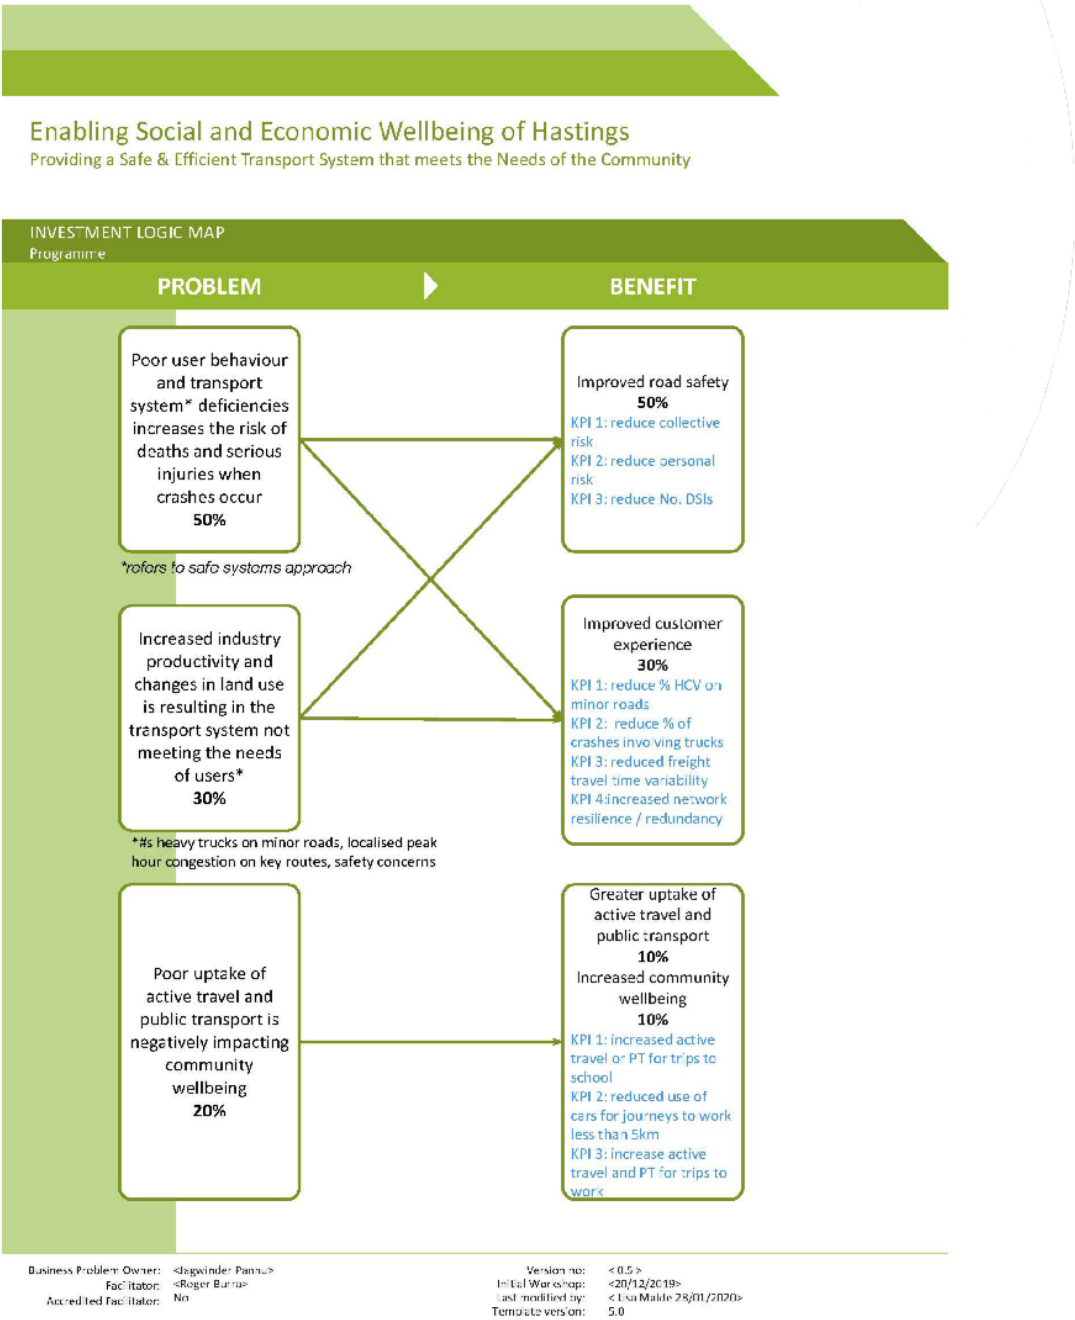 Enabling Social and Economic Wellbeing of Hastings
Providing a Safe & Efficient Transport System that meets the Needs of the Community
INVESTMENT LOGIC MAP
Programme
PROBLEM
BENEFIT
Poor user behaviour
and transport
system* deficiencies
increases the risk of
deaths and serious
injuries when
crashes occur
50%
*refers to safe systems approach
Improved road safety
50%
KPI 1: reduce collective
risk
KPI 2: reduce personal
risk
KPI 3: reduce No. DSIs
Increased industry
productivity and
changes in land use
is resulting in the
transport system not
meeting the needs
of users*
30%
*#s heavy trucks on minor roads, localised peak
hour congestion on key routes, safety concerns
Improved customer
experience
30%
KPI 1: reduce % HCV on
minor roads
KPI 2: reduce % of
crashes involving trucks
KPI 3: reduced freight
travel time variability
KPI 4:increased network
resilience / redundancy
Poor uptake of
active travel and
public transport is
negatively impacting
community
wellbeing
20%
Greater uptake of
active travel and
public transport
10%
Increased community
wellbeing
10%
KPI 1: increased active
travel or PT for trips to
school
KPI 2: reduced use of
cars for journeys to work
less than 5km
KPI 3: increase active
travel and PT for trips to
work
Business Problem Owner: <Jagwinder Pannu>
Facilitator: <Roger Burra>
Accredited Facilitator: No
Version no: < 0.5 >
Initial Workshop: <20/12/2019>
Last modified by: < Lisa Malde 28/01/2020>
Template version: 5.0